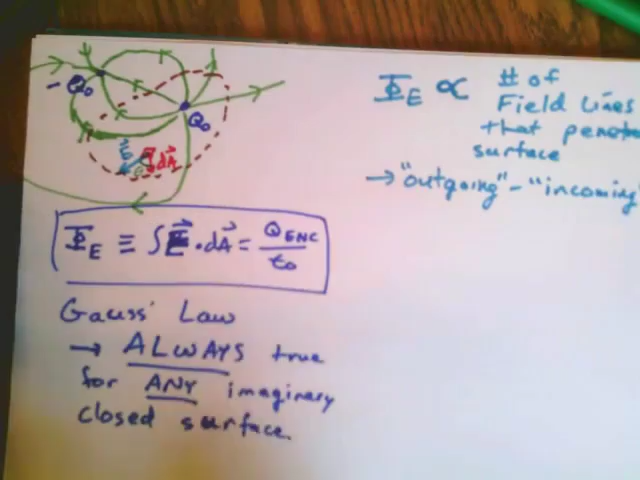 -Q₀
Q₀
E⃗
θ
dA⃗
Φ_E ≡ ∫E⃗·dA⃗ = Q_ENC/ε₀
Gauss' Law
→ ALWAYS true
for ANY imaginary
closed surface.
Φ_E ∝ # of
Field Lines
that
surface
→ "outgoing" - "incoming"